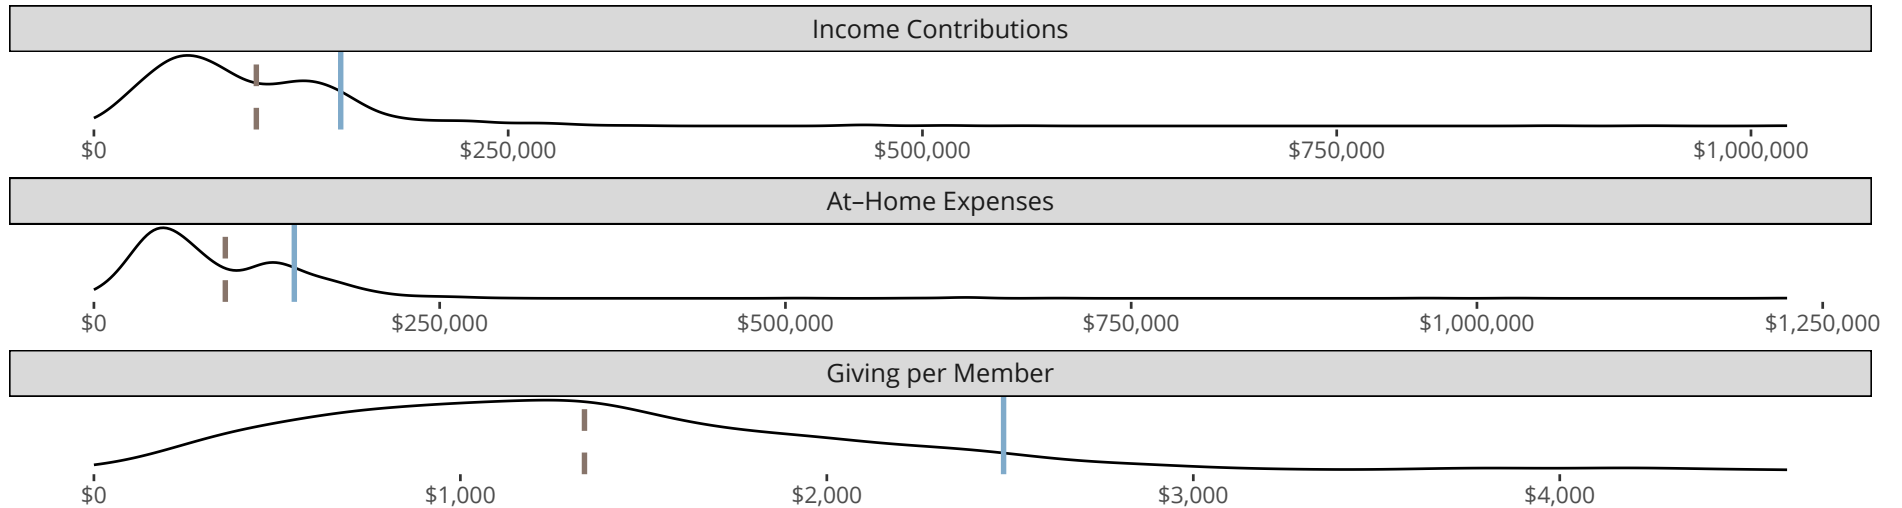 Income Contributions
$0 $250,000 $500,000 $750,000 $1,000,000
At–Home Expenses
$0 $250,000 $500,000 $750,000 $1,000,000 $1,250,000
Giving per Member
$0 $1,000 $2,000 $3,000 $4,000